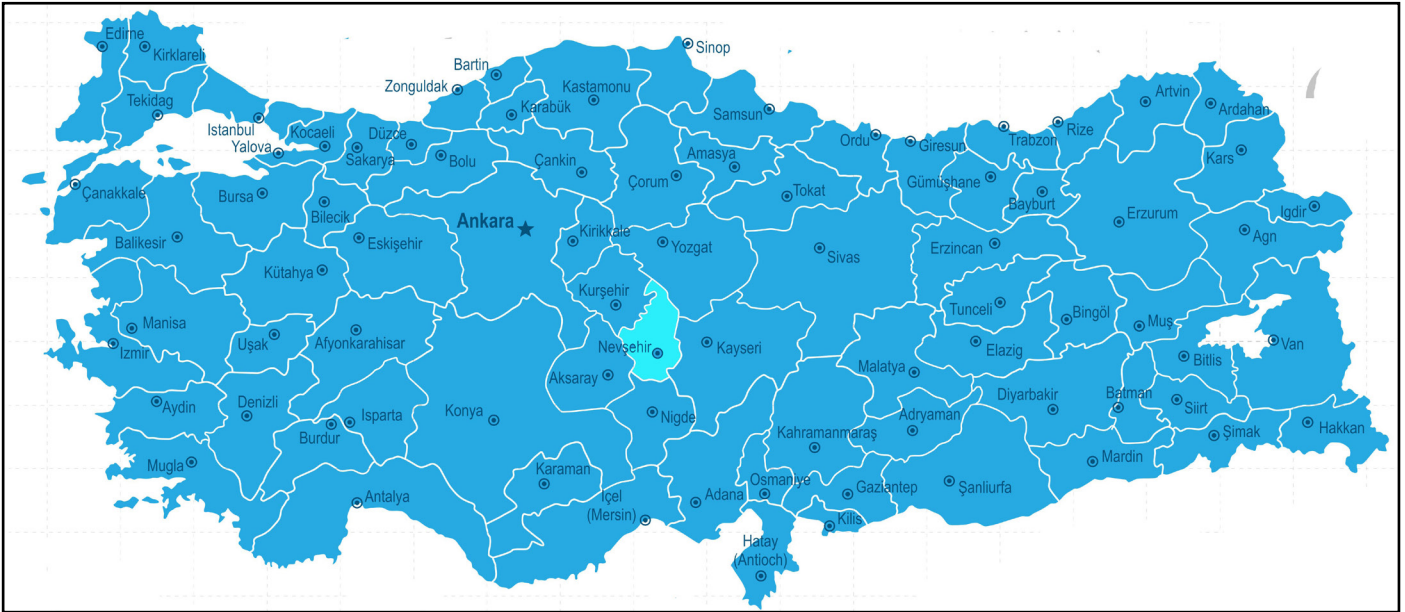 Edirne
Kirklareli
Tekidag
Istanbul
Yalova
Kocaeli
Sakarya
Düzce
Bolu
Zonguldak
Bartin
Karabük
Kastamonu
Sinop
Çankin
Samsun
Amasya
Çorum
Tokat
Ordu
Giresun
Trabzon
Rize
Artvin
Ardahan
Kars
Gümüşhane
Bayburt
Erzurum
Igdir
Agn
Çanakkale
Bursa
Bilecik
Balikesir
Eskişehir
Kütahya
Ankara
Kirikkale
Yozgat
Sivas
Erzincan
Kurşehir
Tunceli
Bingöl
Muş
Manisa
Izmir
Uşak
Afyonkarahisar
Nevşehir
Kayseri
Elazig
Malatya
Bitlis
Van
Aksaray
Aydin
Denizli
Isparta
Burdur
Konya
Nigde
Adryaman
Diyarbakir
Batman
Siirt
Şimak
Hakkan
Mugla
Kahramanmaraş
Mardin
Karaman
Antalya
Içel
(Mersin)
Adana
Osmaniye
Gaziantep
Şanliurfa
Kilis
Hatay
(Antioch)